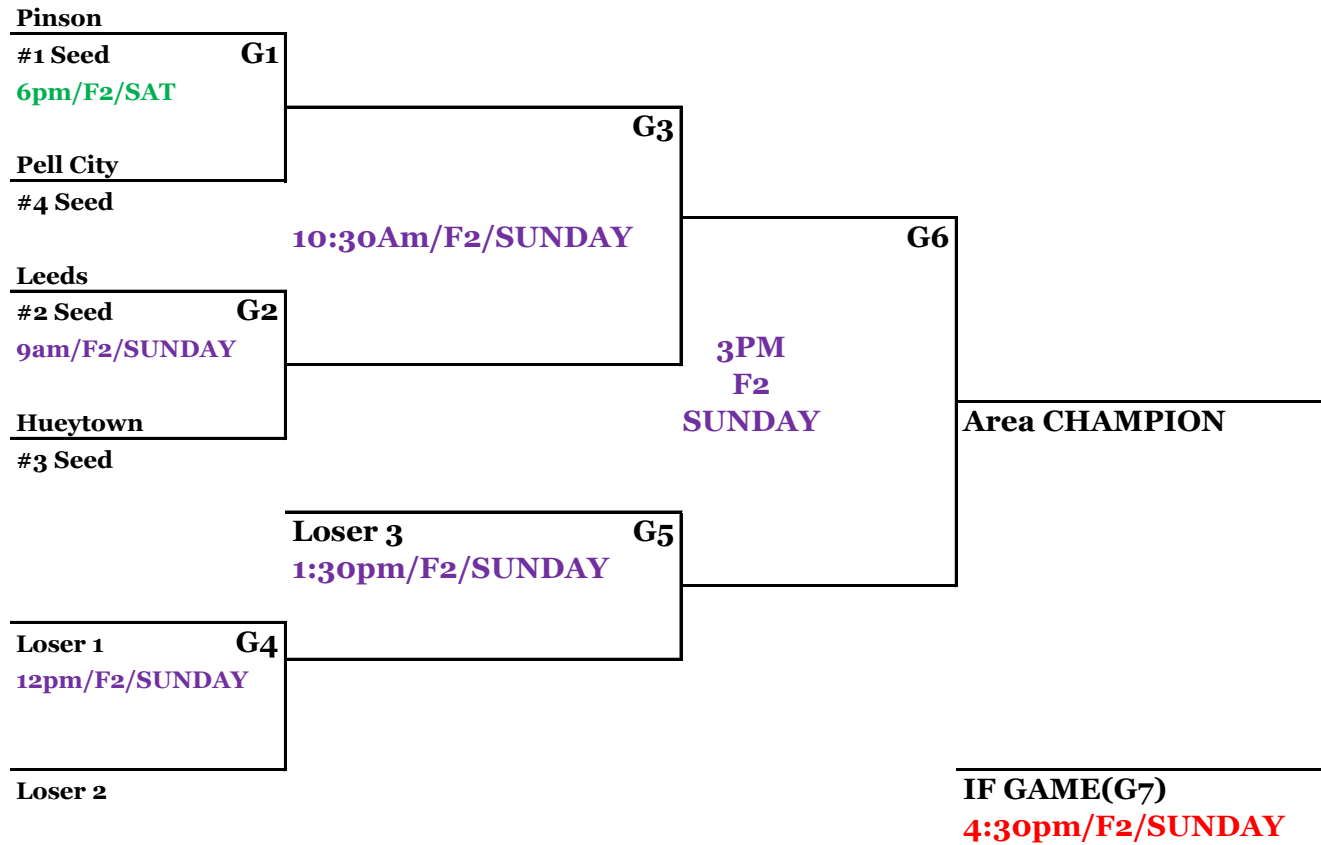 Pinson
#1 Seed G1
6pm/F2/SAT
G3
Pell City
#4 Seed
10:30Am/F2/SUNDAY
G6
Leeds
#2 Seed G2
9am/F2/SUNDAY
3PM
F2
SUNDAY
Hueytown
#3 Seed
Area CHAMPION
Loser 3 G5
1:30pm/F2/SUNDAY
Loser 1 G4
12pm/F2/SUNDAY
Loser 2
IF GAME(G7)
4:30pm/F2/SUNDAY